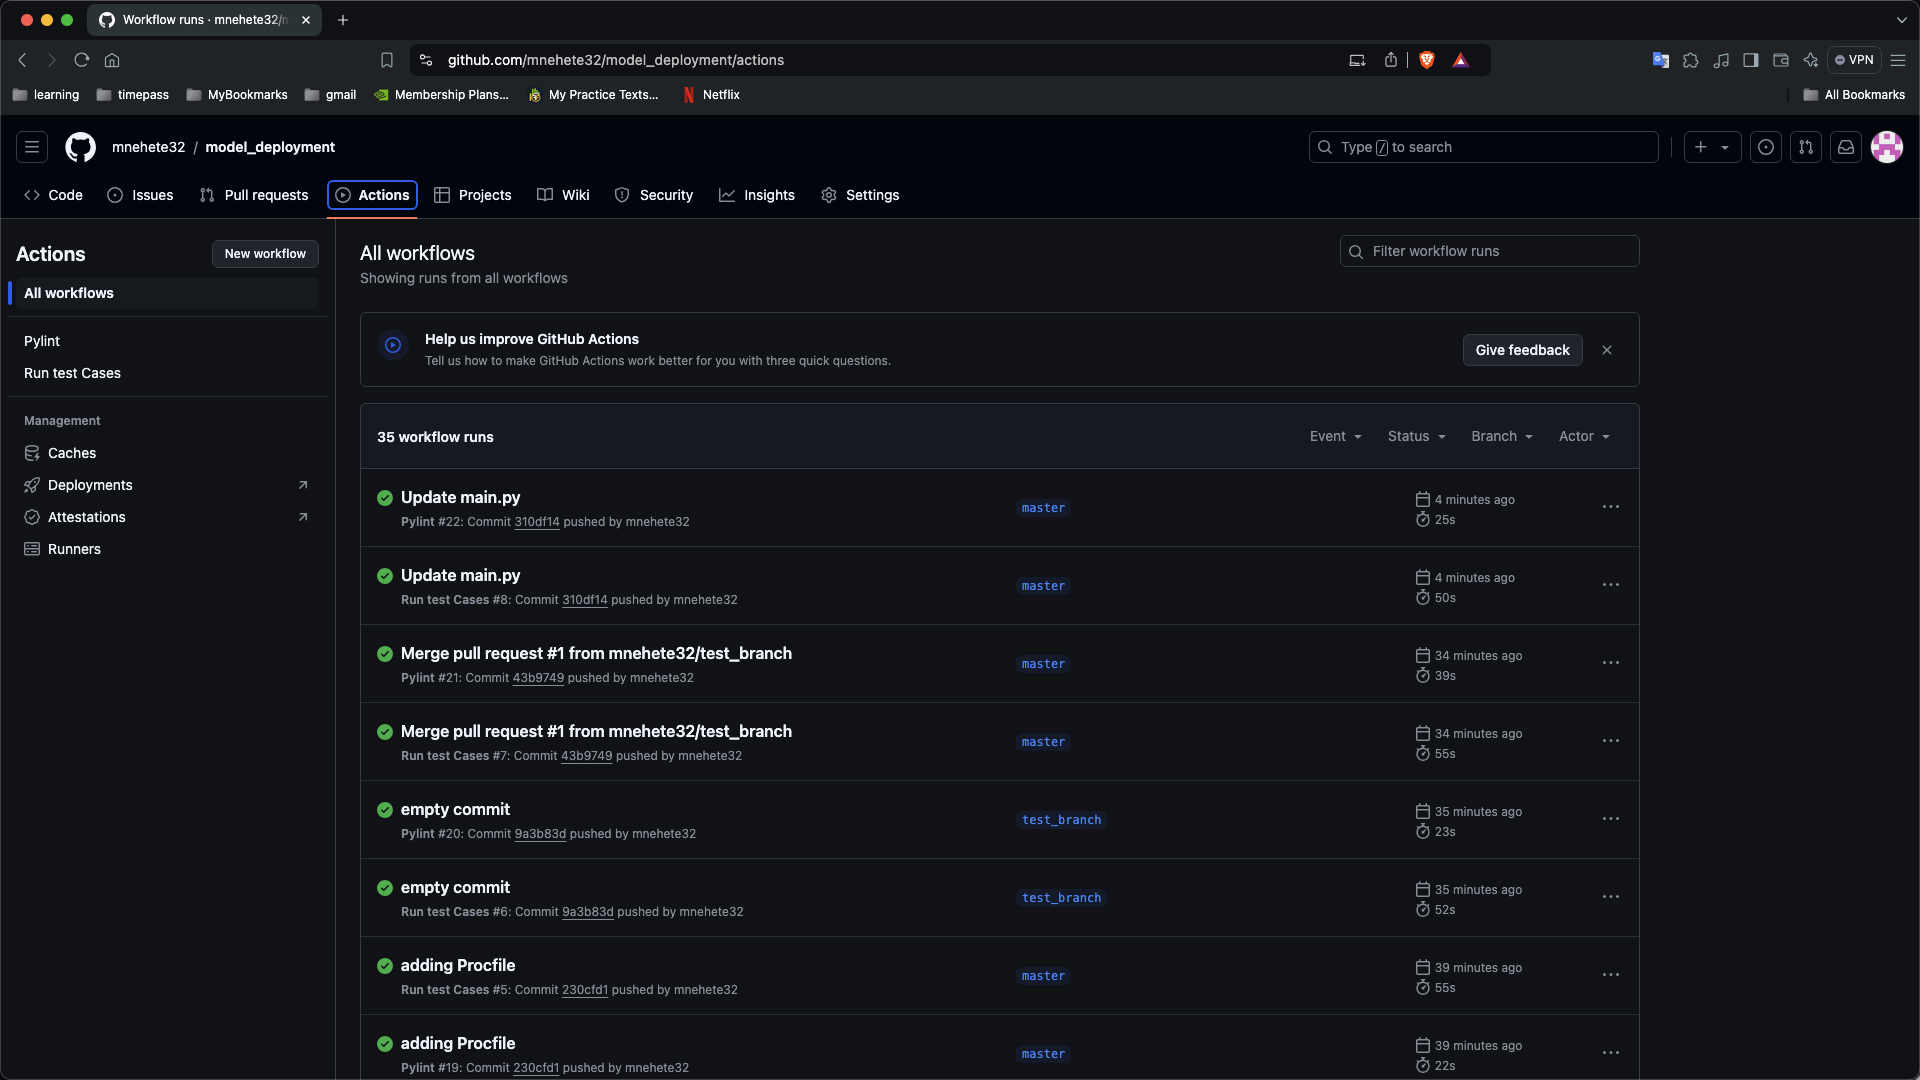 Workflow runs · mnehete32/m
github.com/mnehete32/model_deployment/actions
VPN
learning
timepass
MyBookmarks
gmail
Membership Plans...
My Practice Texts...
Netflix
All Bookmarks
mnehete32 / model_deployment
Type / to search
Code
Issues
Pull requests
Actions
Projects
Wiki
Security
Insights
Settings
Actions
New workflow
All workflows
Pylint
Run test Cases
Management
Caches
Deployments
Attestations
Runners
All workflows
Showing runs from all workflows
Filter workflow runs
Help us improve GitHub Actions
Tell us how to make GitHub Actions work better for you with three quick questions.
Give feedback
35 workflow runs
Event
Status
Branch
Actor
Update main.py
Pylint #22: Commit 310df14 pushed by mnehete32
master
4 minutes ago
25s
Update main.py
Run test Cases #8: Commit 310df14 pushed by mnehete32
master
4 minutes ago
50s
Merge pull request #1 from mnehete32/test_branch
Pylint #21: Commit 43b9749 pushed by mnehete32
master
34 minutes ago
39s
Merge pull request #1 from mnehete32/test_branch
Run test Cases #7: Commit 43b9749 pushed by mnehete32
master
34 minutes ago
55s
empty commit
Pylint #20: Commit 9a3b83d pushed by mnehete32
test_branch
35 minutes ago
23s
empty commit
Run test Cases #6: Commit 9a3b83d pushed by mnehete32
test_branch
35 minutes ago
52s
adding Procfile
Run test Cases #5: Commit 230cfd1 pushed by mnehete32
master
39 minutes ago
55s
adding Procfile
Pylint #19: Commit 230cfd1 pushed by mnehete32
master
39 minutes ago
22s